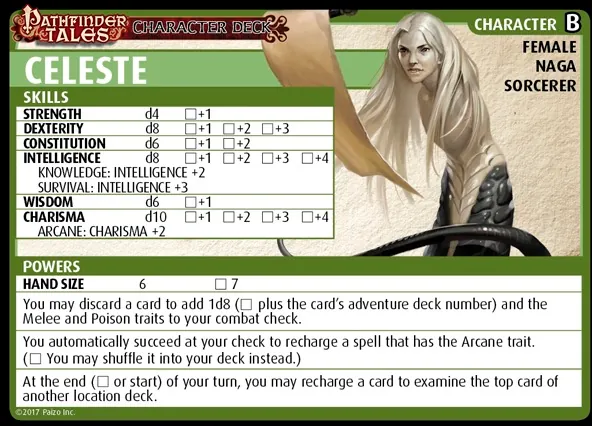 PATHFINDER TALES CHARACTER DECK
CHARACTER B
CELESTE
FEMALE
NAGA
SORCERER
SKILLS
STRENGTH d4 □+1
DEXTERITY d8 □+1 □+2 □+3
CONSTITUTION d6 □+1 □+2
INTELLIGENCE d8 □+1 □+2 □+3 □+4
KNOWLEDGE: INTELLIGENCE +2
SURVIVAL: INTELLIGENCE +3
WISDOM d6 □+1
CHARISMA d10 □+1 □+2 □+3 □+4
ARCANE: CHARISMA +2
POWERS
HAND SIZE 6 □ 7
You may discard a card to add 1d8 (□ plus the card's adventure deck number) and the
Melee and Poison traits to your combat check.
You automatically succeed at your check to recharge a spell that has the Arcane trait.
(□ You may shuffle it into your deck instead.)
At the end (□ or start) of your turn, you may recharge a card to examine the top card of
another location deck.
©2017 Paizo Inc.